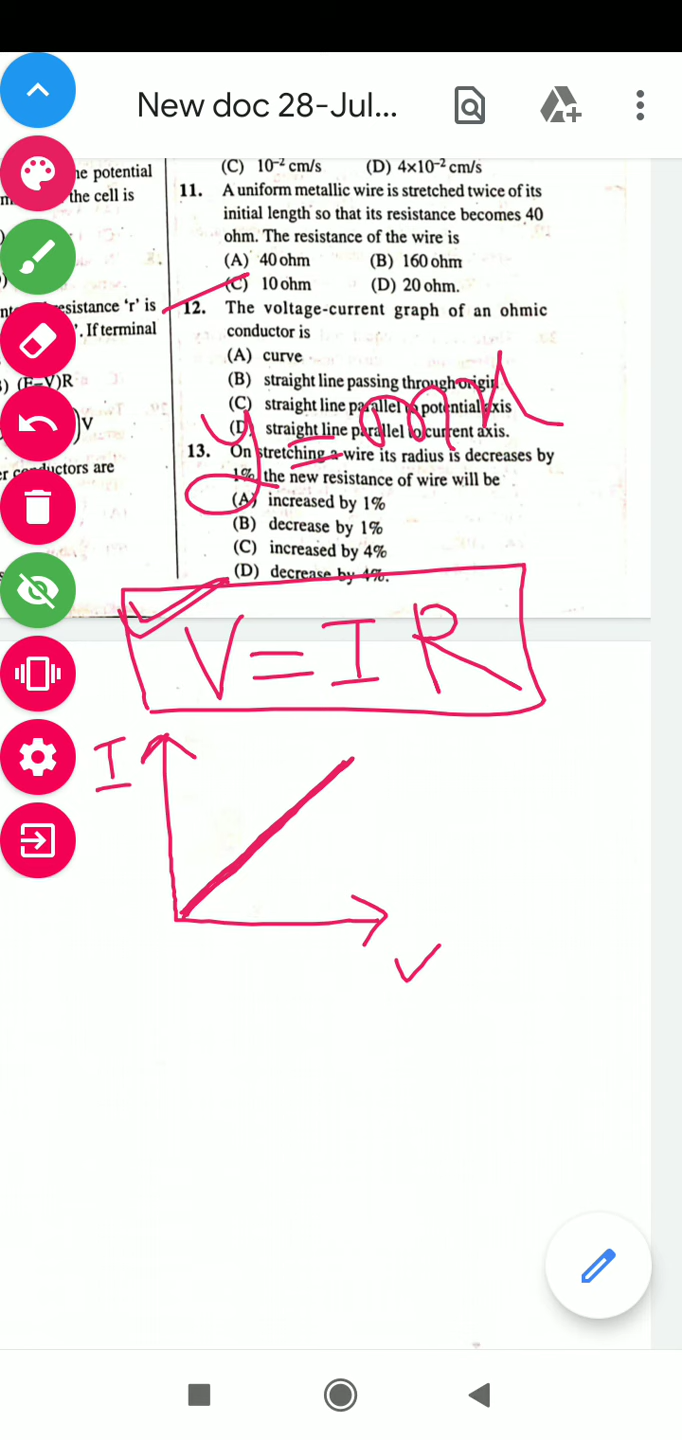 New doc 28-Jul...
(C) 10⁻² cm/s (D) 4×10⁻² cm/s
he potential
the cell is
11. A uniform metallic wire is stretched twice of its
initial length so that its resistance becomes 40
ohm. The resistance of the wire is
(A) 40 ohm (B) 160 ohm
(C) 10 ohm (D) 20 ohm.
esistance 'r' is
'. If terminal
(E–V)R
V
er conductors are
12. The voltage-current graph of an ohmic
conductor is
(A) curve
(B) straight line passing through origin
(C) straight line parallel to potential axis
(D) straight line parallel to current axis.
13. On stretching a wire its radius is decreases by
1% the new resistance of wire will be
(A) increased by 1%
(B) decrease by 1%
(C) increased by 4%
(D) decrease by 4%.
y =
V = I R
I
V